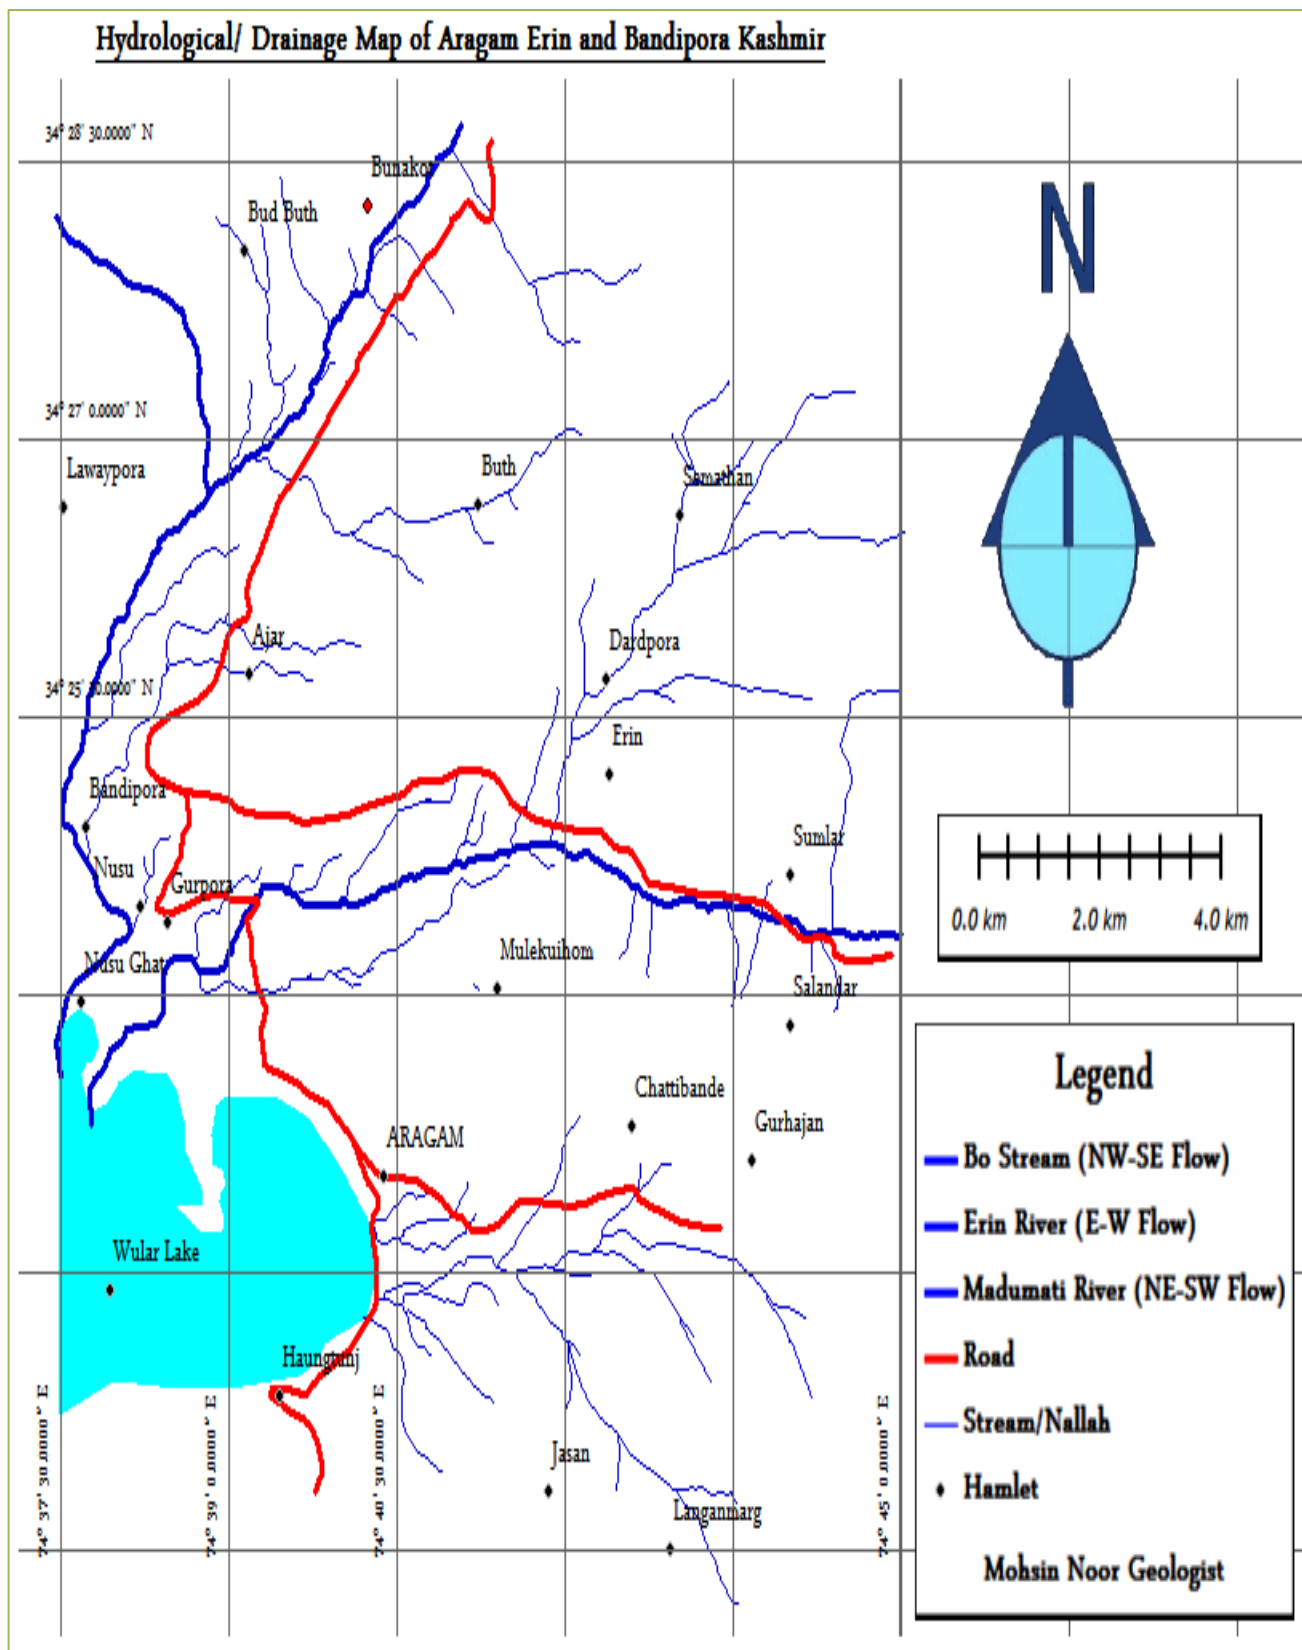 Hydrological/ Drainage Map of Aragam Erin and Bandipora Kashmir
34° 28' 30.0000" N
Bunakot
Bud Buth
N
34° 27' 0.0000" N
Lawaypora
Buth
Samathan
Ajar
Dardpora
34° 25' 30.0000" N
Erin
Bandipora
Sumlar
Nusu
Gurpora
0.0 km 2.0 km 4.0 km
Nusu Ghat
Mulekuihom
Salandar
Chattibande
Gurhajan
ARAGAM
Wular Lake
Haungtunj
Jasan
Langanmarg
74° 37' 30.0000" E
74° 39' 0.0000" E
74° 40' 30.0000" E
74° 45' 0.0000" E
Legend
Bo Stream (NW-SE Flow)
Erin River (E-W Flow)
Madumati River (NE-SW Flow)
Road
Stream/Nallah
Hamlet
Mohsin Noor Geologist